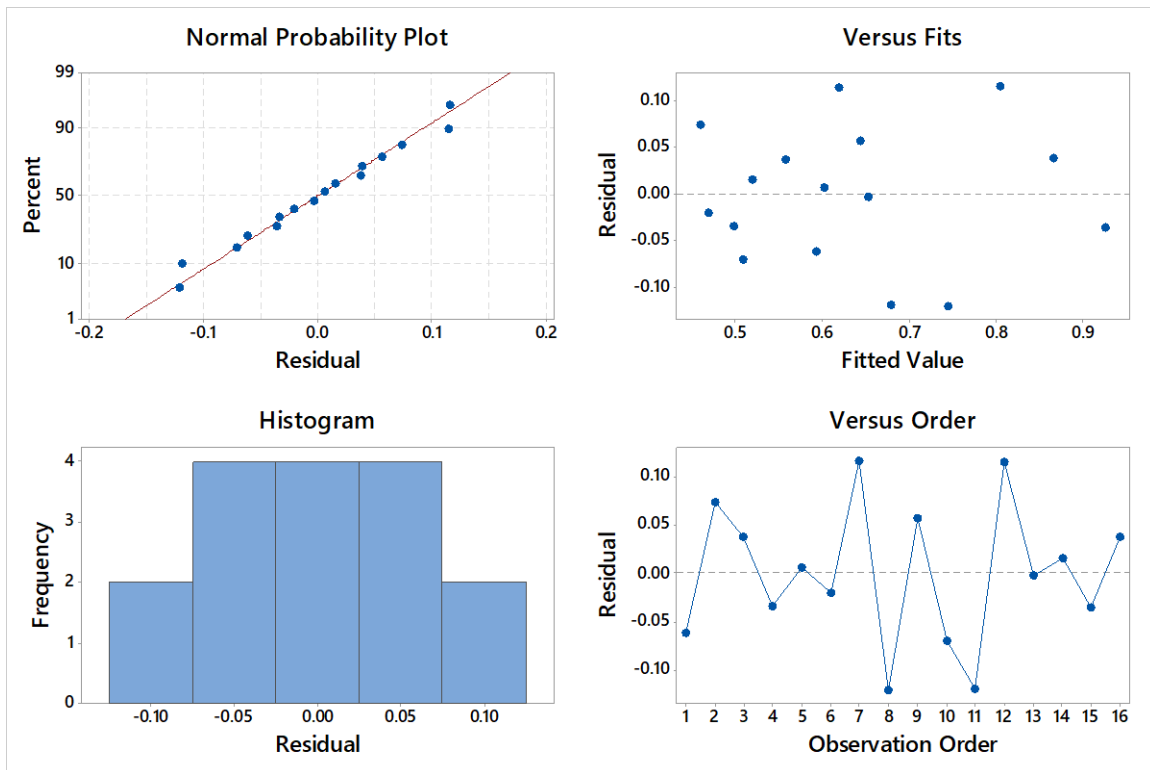 Normal Probability Plot
99
90
50
10
1
Percent
-0.2 -0.1 0.0 0.1 0.2
Residual
Versus Fits
0.10
0.05
0.00
-0.05
-0.10
Residual
0.5 0.6 0.7 0.8 0.9
Fitted Value
Histogram
4
3
2
1
0
Frequency
-0.10 -0.05 0.00 0.05 0.10
Residual
Versus Order
0.10
0.05
0.00
-0.05
-0.10
Residual
1 2 3 4 5 6 7 8 9 10 11 12 13 14 15 16
Observation Order